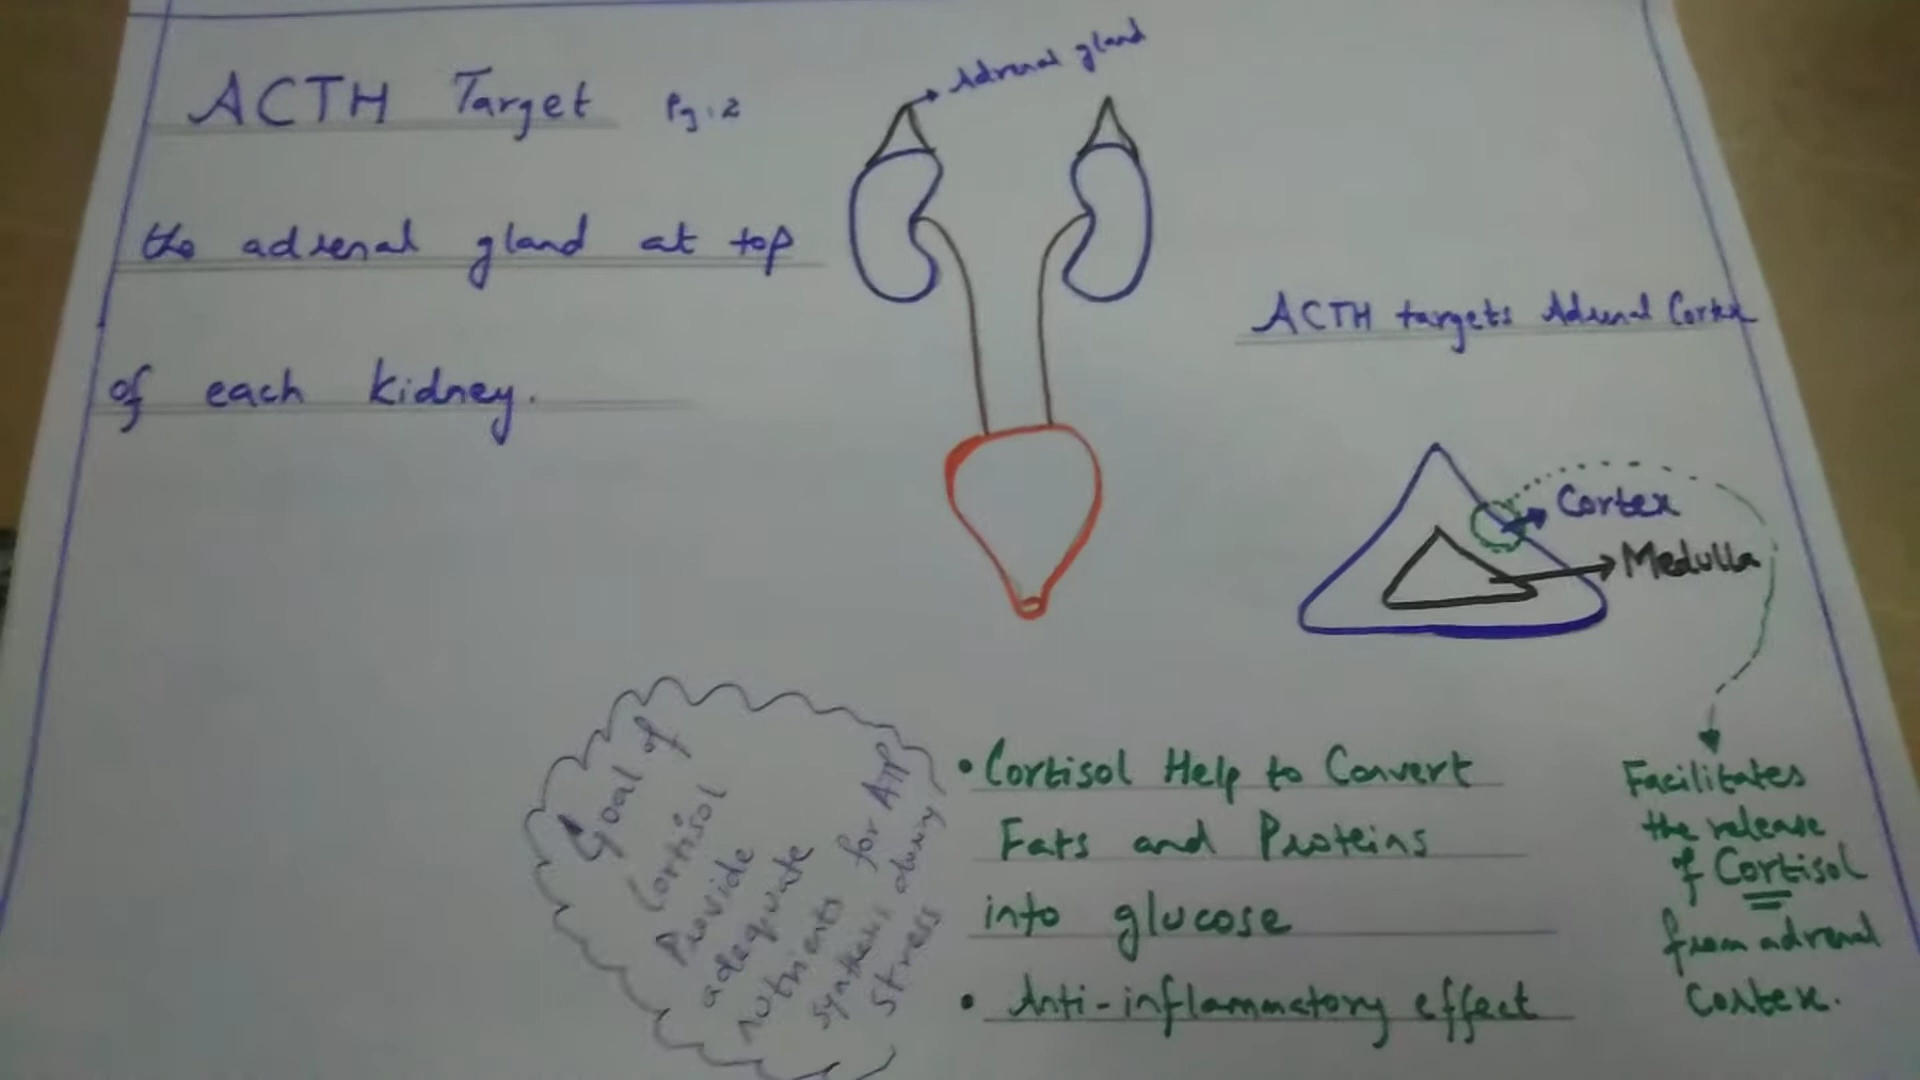 ACTH Target Pg.2
the adrenal gland at top
of each kidney.
Adrenal gland
ACTH targets Adrenal Cortex
Cortex
Medulla
Facilitates
the release
of Cortisol
from adrenal
Cortex.
Goal of
Cortisol
Provide
adequate
nutrients for ATP
synthesis during
stress
• Cortisol Help to Convert
Fats and Proteins
into glucose
• Anti-inflammatory effect